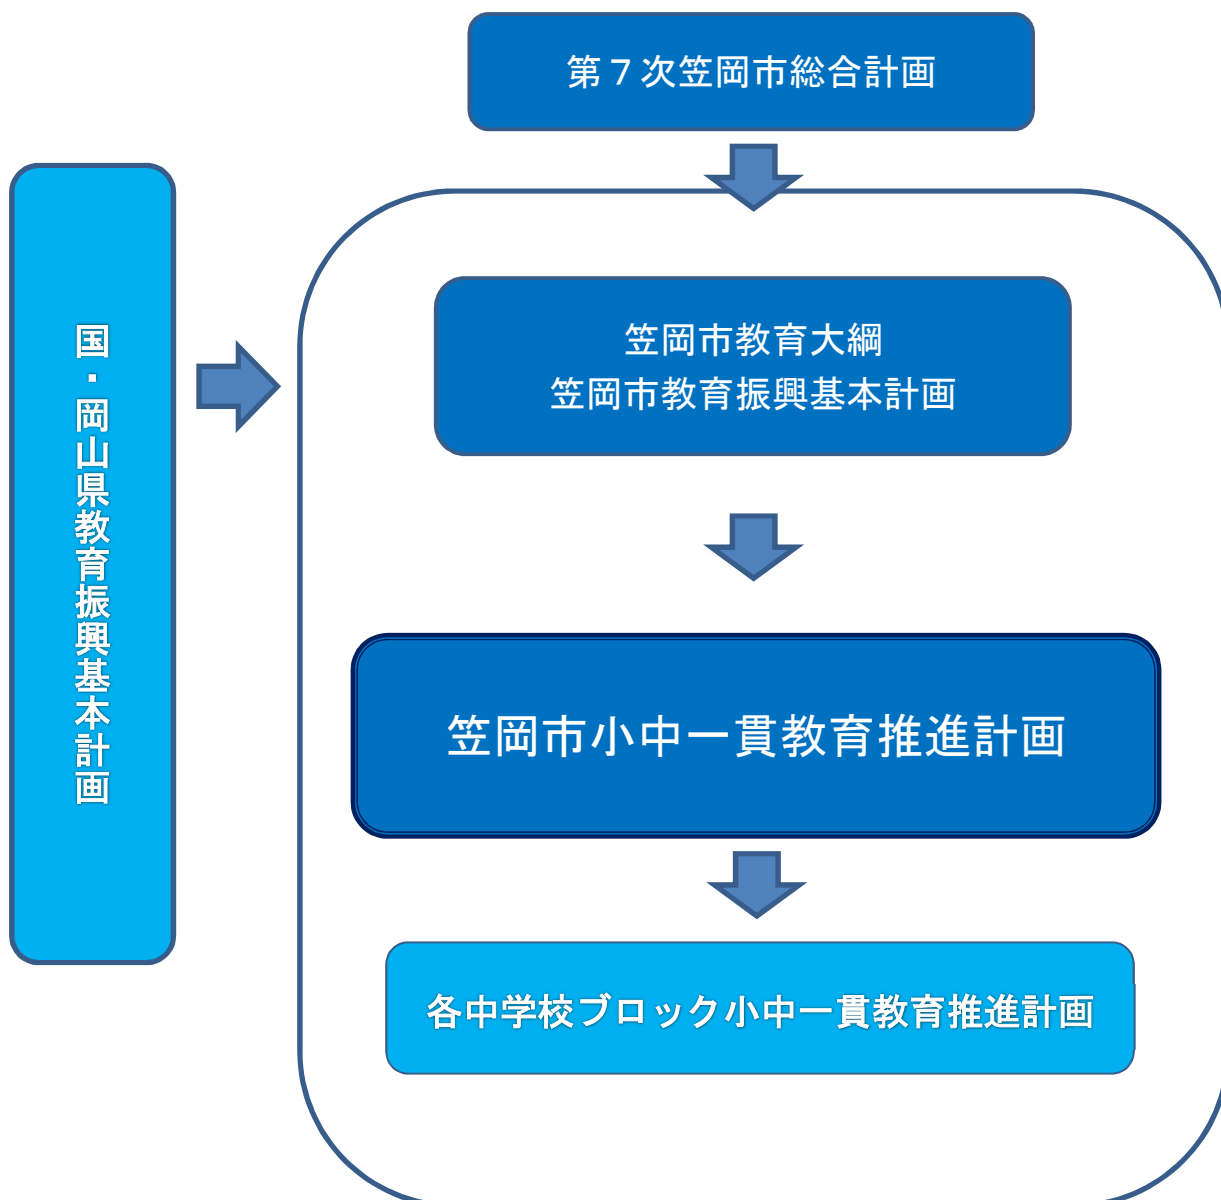 第７次笠岡市総合計画
国・岡山県教育振興基本計画
笠岡市教育大綱
笠岡市教育振興基本計画
笠岡市小中一貫教育推進計画
各中学校ブロック小中一貫教育推進計画